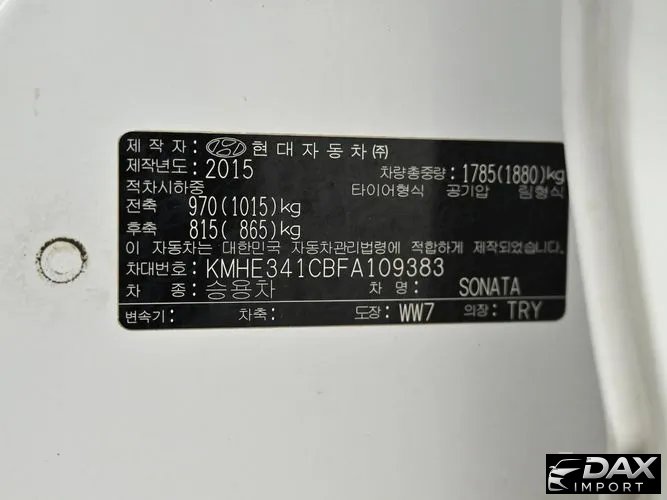 제 작 자: 현대자동차㈜
제작년도: 2015 차량총중량: 1785(1880)kg
적차시하중 타이어형식 공기압 림형식
전축 970(1015)kg
후축 815( 865)kg
이 자동차는 대한민국 자동차관리법령에 적합하게 제작되었음
차대번호: KMHE341CBFA109383
차 종: 승용차 차 명: SONATA
변속기: 차축: 도장: WW7 의장: TRY
DAX
IMPORT